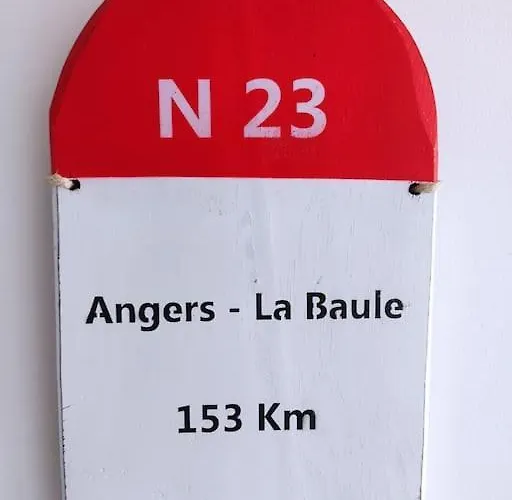 N 23
Angers - La Baule
153 Km